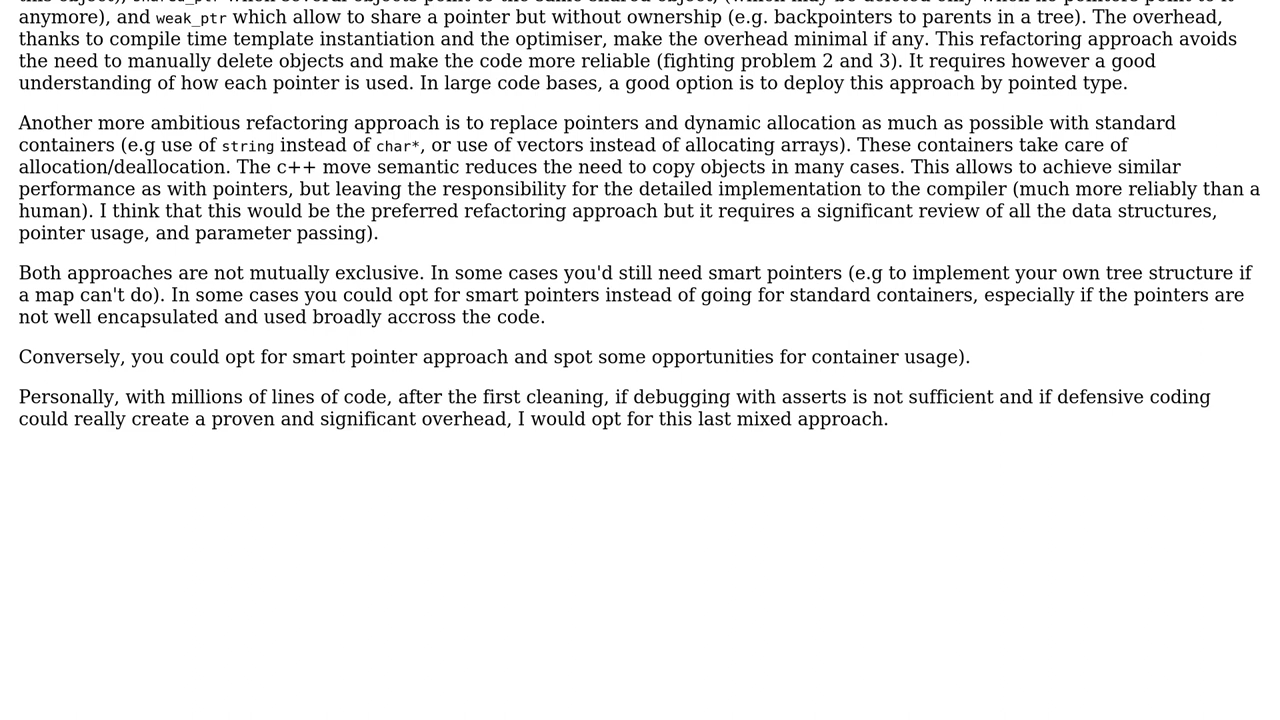 anymore), and weak_ptr which allow to share a pointer but without ownership (e.g. backpointers to parents in a tree). The overhead,
thanks to compile time template instantiation and the optimiser, make the overhead minimal if any. This refactoring approach avoids
the need to manually delete objects and make the code more reliable (fighting problem 2 and 3). It requires however a good
understanding of how each pointer is used. In large code bases, a good option is to deploy this approach by pointed type.
Another more ambitious refactoring approach is to replace pointers and dynamic allocation as much as possible with standard
containers (e.g use of string instead of char*, or use of vectors instead of allocating arrays). These containers take care of
allocation/deallocation. The c++ move semantic reduces the need to copy objects in many cases. This allows to achieve similar
performance as with pointers, but leaving the responsibility for the detailed implementation to the compiler (much more reliably than a
human). I think that this would be the preferred refactoring approach but it requires a significant review of all the data structures,
pointer usage, and parameter passing).
Both approaches are not mutually exclusive. In some cases you'd still need smart pointers (e.g to implement your own tree structure if
a map can't do). In some cases you could opt for smart pointers instead of going for standard containers, especially if the pointers are
not well encapsulated and used broadly accross the code.
Conversely, you could opt for smart pointer approach and spot some opportunities for container usage).
Personally, with millions of lines of code, after the first cleaning, if debugging with asserts is not sufficient and if defensive coding
could really create a proven and significant overhead, I would opt for this last mixed approach.